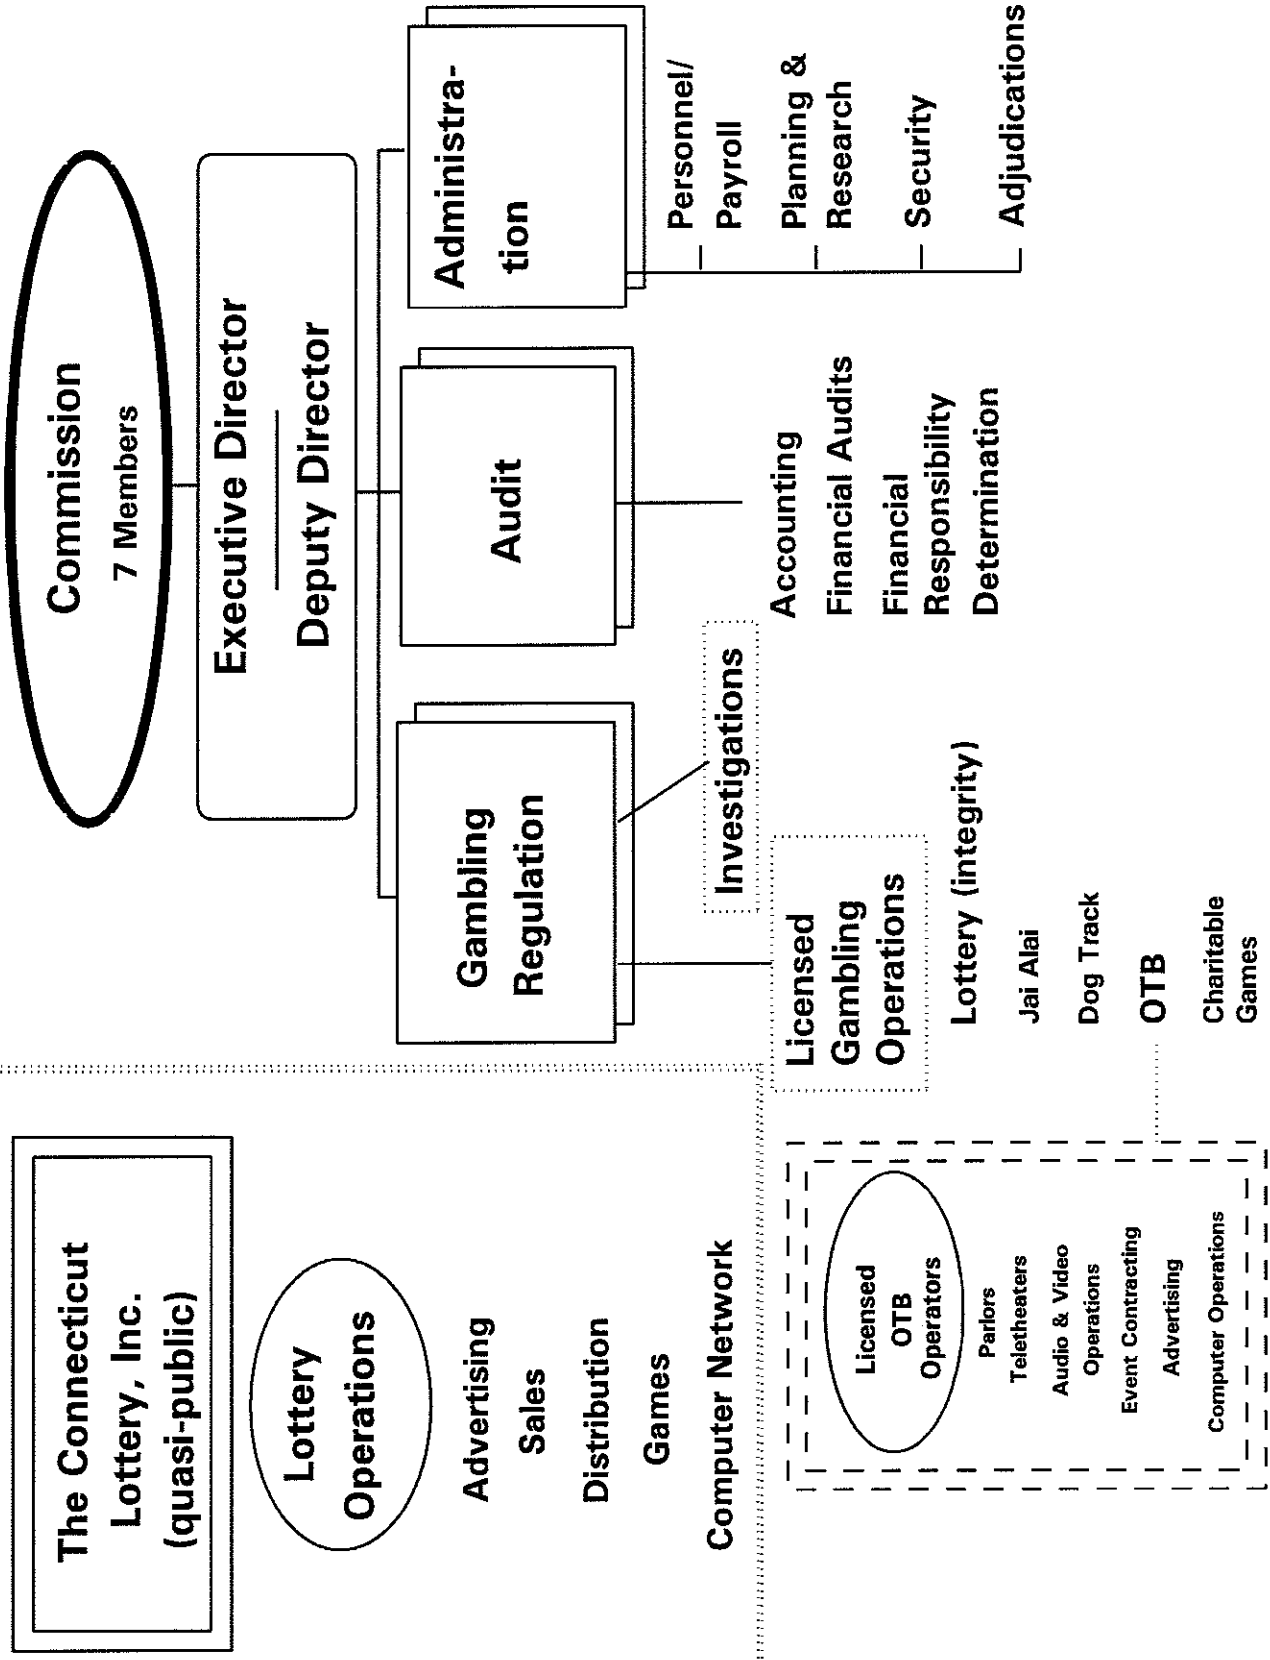 The Connecticut
Lottery, Inc.
(quasi-public)
Lottery
Operations
Advertising
Sales
Distribution
Games
Computer Network
Commission
7 Members
Executive Director
Deputy Director
Gambling
Regulation
Audit
Administra-
tion
Investigations
Licensed
Gambling
Operations
Lottery (integrity)
Jai Alai
Dog Track
OTB
Charitable
Games
Accounting
Financial Audits
Financial
Responsibility
Determination
Personnel/
Payroll
Planning &
Research
Security
Adjudications
Licensed
OTB
Operators
Parlors
Teletheaters
Audio & Video
Operations
Event Contracting
Advertising
Computer Operations